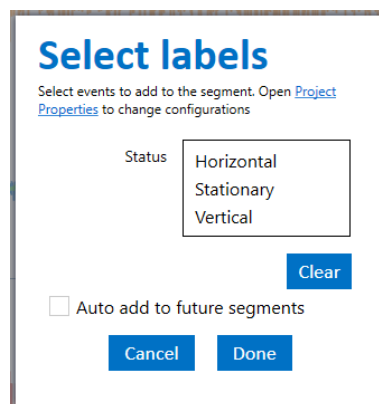 Select labels
Select events to add to the segment. Open Project
Properties to change configurations
Status
Horizontal
Stationary
Vertical
Clear
Auto add to future segments
Cancel
Done